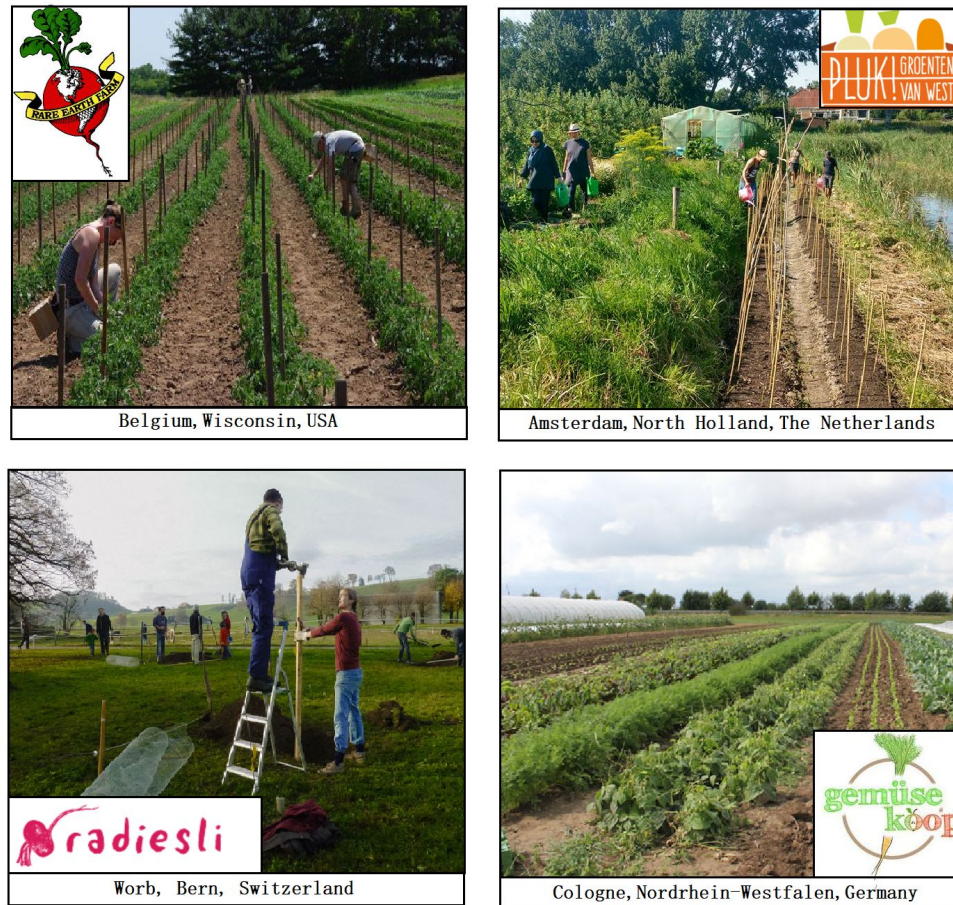 RARE EARTH FARM
Belgium, Wisconsin, USA
PLUK! GROENTEN
VAN WEST
Amsterdam, North Holland, The Netherlands
radiesli
Worb, Bern, Switzerland
gemüse
koop
Cologne, Nordrhein-Westfalen, Germany